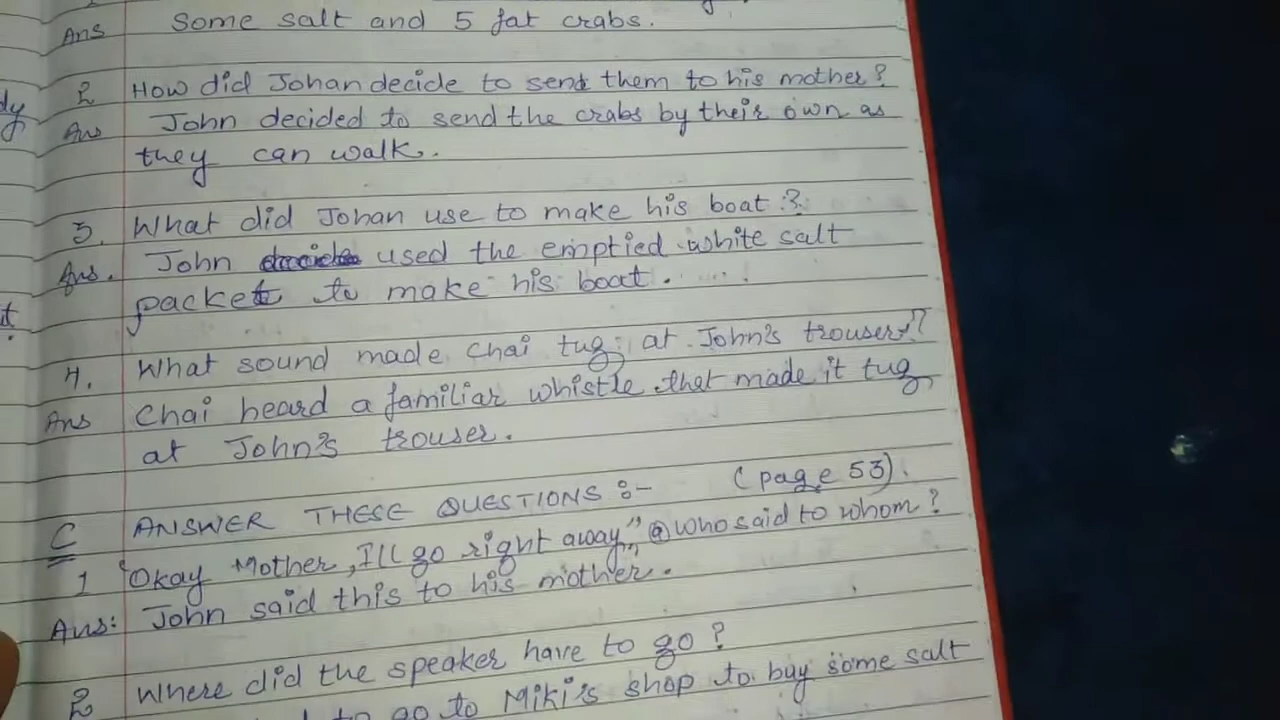 Ans Some salt and 5 fat crabs.
2 How did Johan decide to send them to his mother?
dy
Ans John decided to send the crabs by their own as
they can walk.
3. What did Johan use to make his boat?
Ans. John used the emptied white salt
packet to make his boat.
4. What sound made Chai tug at John's trouser?
Ans Chai heard a familiar whistle that made it tug
at John's trouser.
C ANSWER THESE QUESTIONS :- (page 53).
1 "Okay Mother, I'll go right away" @ who said to whom?
Ans: John said this to his mother.
2 Where did the speaker have to go?
to go to Miki's shop to buy some salt